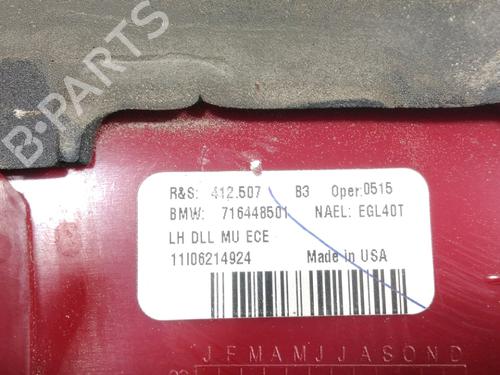 B-PARTS
R&S: 412.507 B3 Oper:0515
BMW: 716448501 NAEL: EGL40T
LH DLL MU ECE
11I06214924 Made in USA
J F M A M J J A S O N D